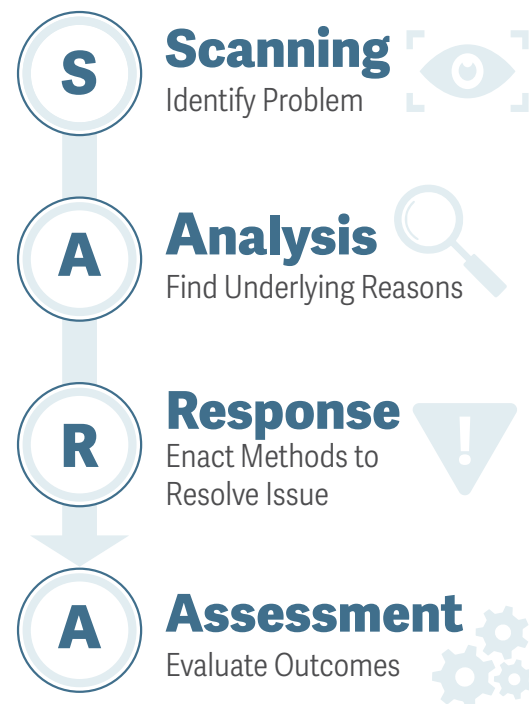 S
Scanning
Identify Problem
A
Analysis
Find Underlying Reasons
R
Response
Enact Methods to
Resolve Issue
!
A
Assessment
Evaluate Outcomes